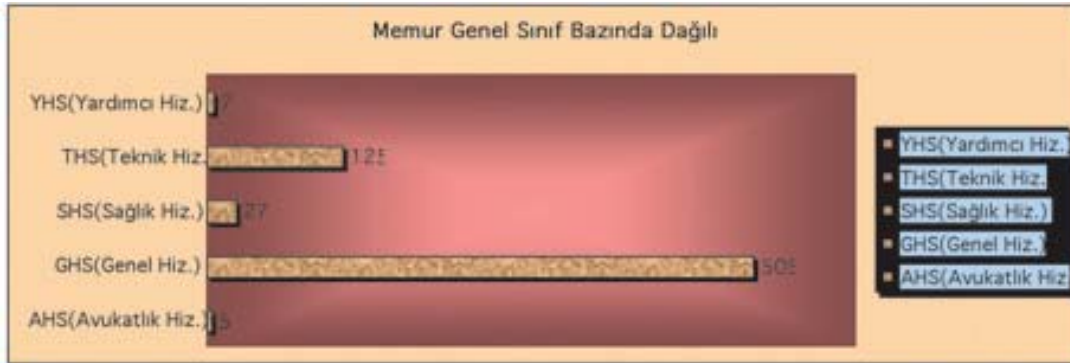 Memur Genel Sınıf Bazında Dağılı
YHS(Yardımcı Hiz.) 7
THS(Teknik Hiz. 125
SHS(Sağlık Hiz.) 27
GHS(Genel Hiz.) 505
AHS(Avukatlık Hiz.) 5
YHS(Yardımcı Hiz.)
THS(Teknik Hiz.
SHS(Sağlık Hiz.)
GHS(Genel Hiz.)
AHS(Avukatlık Hiz.